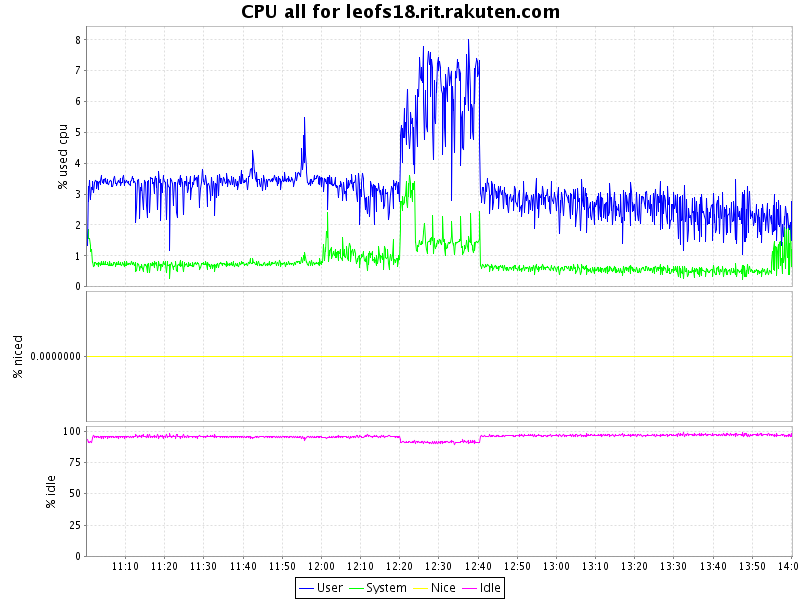 CPU all for leofs18.rit.rakuten.com
% used cpu
8
7
6
5
4
3
2
1
0
% niced
0.0000000
% idle
100
75
50
25
0
11:10 11:20 11:30 11:40 11:50 12:00 12:10 12:20 12:30 12:40 12:50 13:00 13:10 13:20 13:30 13:40 13:50 14:0
User System Nice Idle